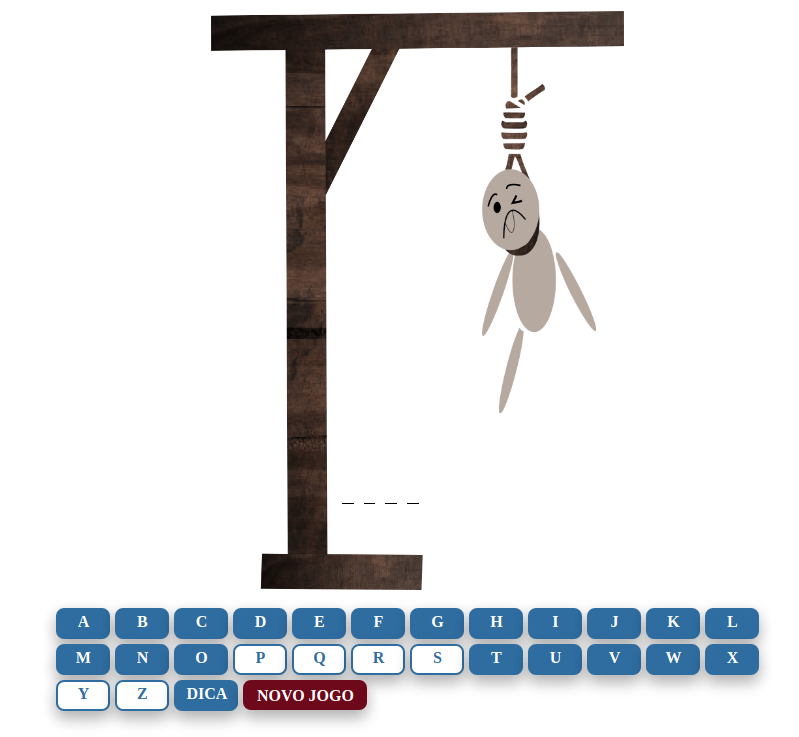 _ _ _ _
A B C D E F G H I J K L
M N O P Q R S T U V W X
Y Z DICA NOVO JOGO